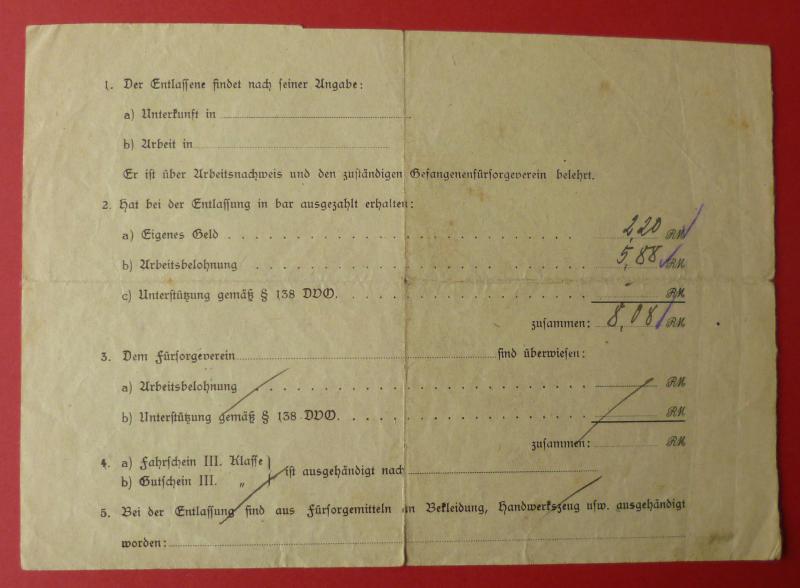 1. Der Entlassene findet nach seiner Angabe:
a) Unterkunft in
b) Arbeit in
Er ist über Arbeitsnachweis und den zuständigen Gefangenenfürsorgeverein belehrt.
2. Hat bei der Entlassung in bar ausgezahlt erhalten:
a) Eigenes Geld . . . . . . . . . . . . . . . . . 2,20 RM
b) Arbeitsbelohnung . . . . . . . . . . . . . . . . 5,88 RM
c) Unterstützung gemäß § 138 DVO. . . . . . . . . . . – RM
zusammen: 8,08 RM
3. Dem Fürsorgeverein sind überwiesen:
a) Arbeitsbelohnung . . . . . . . . . . . . . . . . RM
b) Unterstützung gemäß § 138 DVO. . . . . . . . . . . RM
zusammen: RM
4. a) Fahrschein III. Klasse }
b) Gutschein III. „ } ist ausgehändigt nach
5. Bei der Entlassung sind aus Fürsorgemitteln an Bekleidung, Handwerkszeug usw. ausgehändigt
worden: